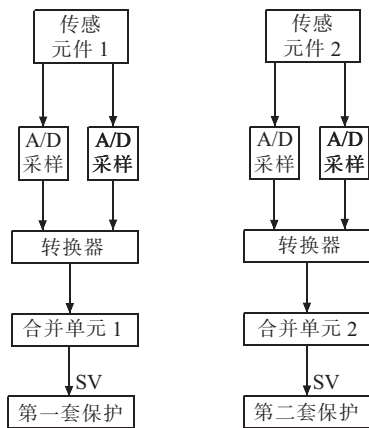 传感
元件 1
传感
元件 2
A/D
采样
A/D
采样
A/D
采样
A/D
采样
转换器
转换器
合并单元 1
合并单元 2
SV
SV
第一套保护
第二套保护